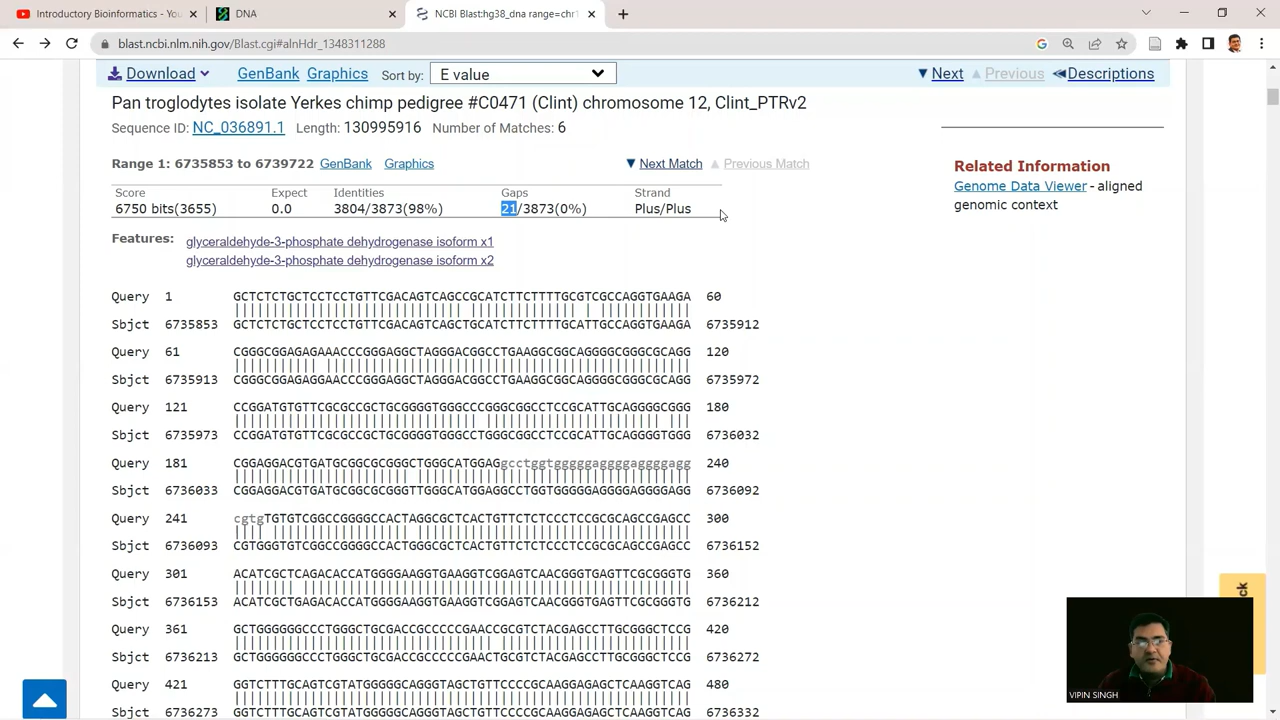 Introductory Bioinformatics - You
DNA
NCBI Blast:hg38_dna range=chr1
blast.ncbi.nlm.nih.gov/Blast.cgi#alnHdr_1348311288
Download GenBank Graphics Sort by: E value Next Previous Descriptions
Pan troglodytes isolate Yerkes chimp pedigree #C0471 (Clint) chromosome 12, Clint_PTRv2
Sequence ID: NC_036891.1 Length: 130995916 Number of Matches: 6
Range 1: 6735853 to 6739722 GenBank Graphics Next Match Previous Match
Score Expect Identities Gaps Strand
6750 bits(3655) 0.0 3804/3873(98%) 21/3873(0%) Plus/Plus
Features: glyceraldehyde-3-phosphate dehydrogenase isoform x1
glyceraldehyde-3-phosphate dehydrogenase isoform x2
Related Information
Genome Data Viewer - aligned
genomic context
Query 1 GCTCTCTGCTCCTCCTGTTCGACAGTCAGCCGCATCTTCTTTTGCGTCGCCAGGTGAAGA 60
Sbjct 6735853 GCTCTCTGCTCCTCCTGTTCGACAGTCAGCTGCATCTTCTTTTGCATTGCCAGGTGAAGA 6735912
Query 61 CGGGCGGAGAGAAACCCGGGAGGCTAGGGACGGCCTGAAGGCGGCAGGGGCGGGCGCAGG 120
Sbjct 6735913 CGGGCGGAGAGGAACCCGGGAGGCTAGGGACGGCCTGAAGGCGGCAGGGGCGGGCGCAGG 6735972
Query 121 CCGGATGTGTTCGCGCCGCTGCGGGGTGGGCCCGGGCGGCCTCCGCATTGCAGGGGCGGG 180
Sbjct 6735973 CCGGATGTGTTCGCGCCGCTGCGGGGTGGGCCTGGGCGGCCTCCGCATTGCAGGGGTGGG 6736032
Query 181 CGGAGGACGTGATGCGGCGCGGGCTGGGCATGGAGgcctggtgggggaggggaggggagg 240
Sbjct 6736033 CGGAGGACGTGATGCGGCGCGGGTTGGGCATGGAGGCCTGGTGGGGGAGGGGAGGGGAGG 6736092
Query 241 cgtgTGTGTCGGCCGGGGCCACTAGGCGCTCACTGTTCTCTCCCTCCGCGCAGCCGAGCC 300
Sbjct 6736093 CGTGGGTGTCGGCCGGGGCCACTGGGCGCTCACTGTTCTCTCCCTCCGCGCAGCCGAGCC 6736152
Query 301 ACATCGCTCAGACACCATGGGGAAGGTGAAGGTCGGAGTCAACGGGTGAGTTCGCGGGTG 360
Sbjct 6736153 ACATCGCTGAGACACCATGGGGAAGGTGAAGGTCGGAGTCAACGGGTGAGTTCGCGGGTG 6736212
Query 361 GCTGGGGGGCCCTGGGCTGCGACCGCCCCCGAACCGCGTCTACGAGCCTTGCGGGCTCCG 420
Sbjct 6736213 GCTGGGGGGCCCTGGGCTGCGACCGCCCCCGAACTGCGTCTACGAGCCTTGCGGGCTCCG 6736272
Query 421 GGTCTTTGCAGTCGTATGGGGGCAGGGTAGCTGTTCCCCGCAAGGAGAGCTCAAGGTCAG 480
Sbjct 6736273 GGTCTTTGCAGTCGTATGGGGGCAGGGTAGCTGTTCCCCGCAAGGAGAGCTCAAGGTCAG 6736332
VIPIN SINGH